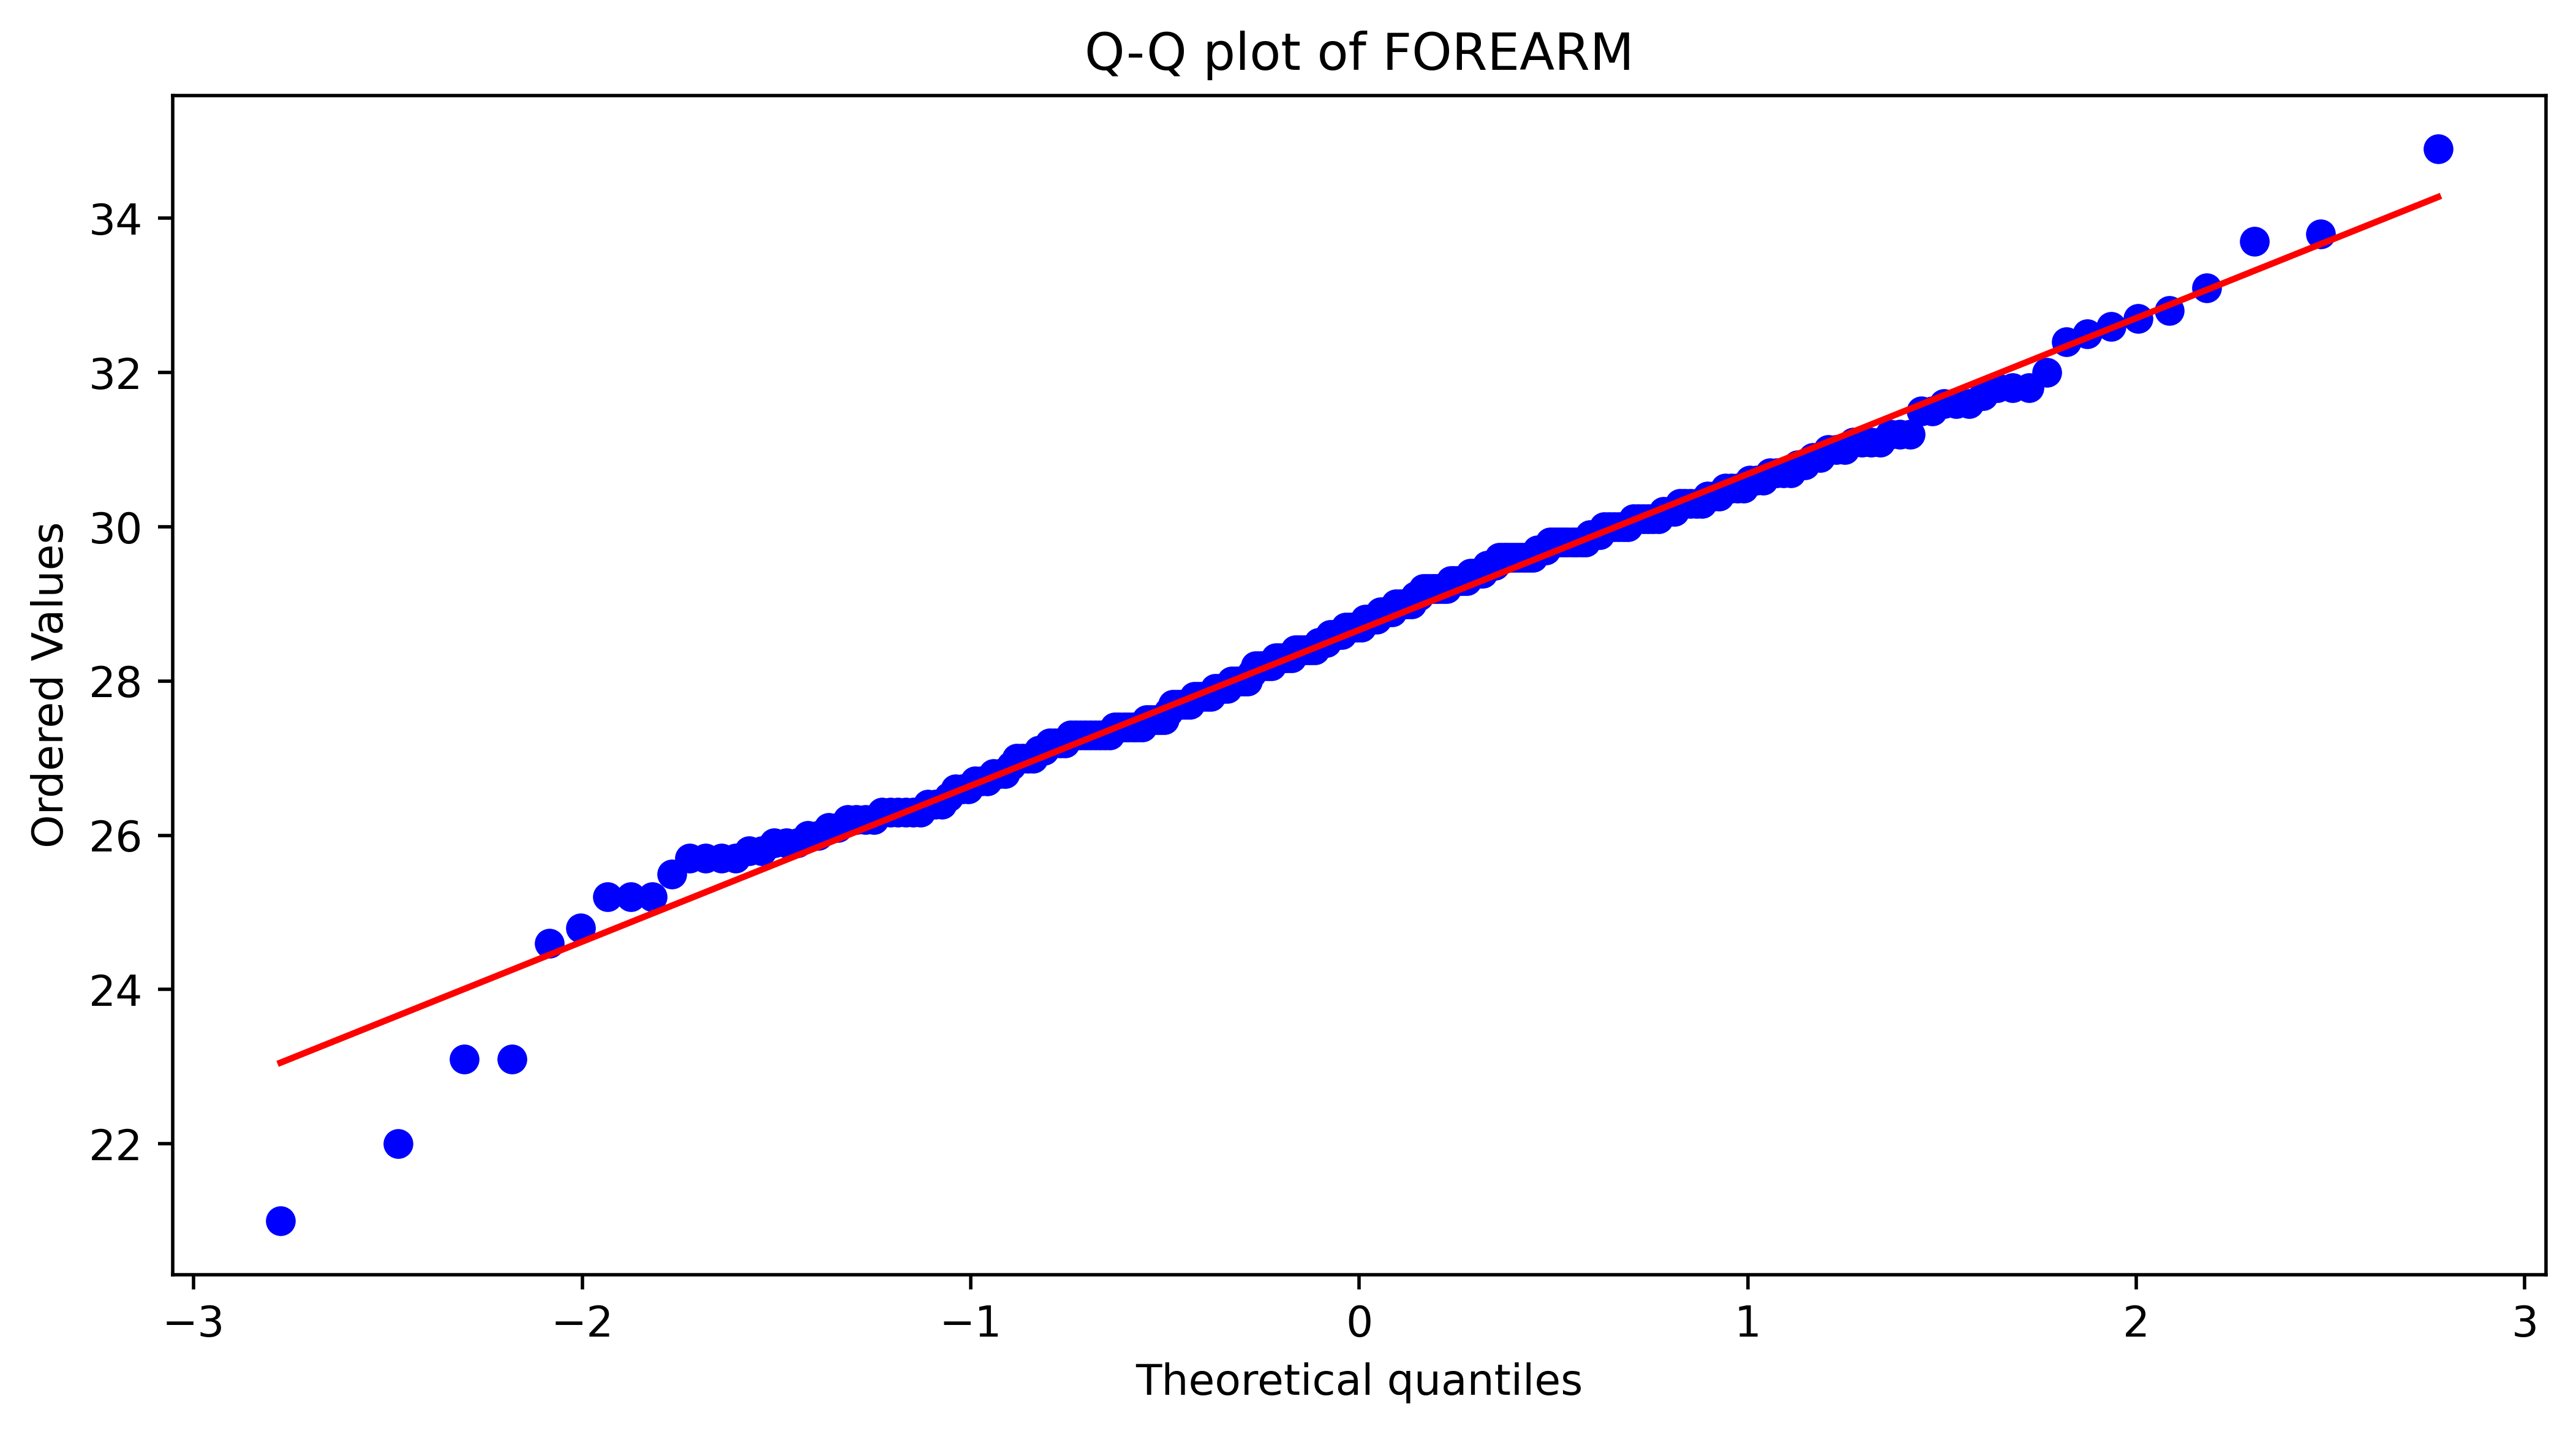 Q-Q plot of FOREARM
Ordered Values
34
32
30
28
26
24
22
−3 −2 −1 0 1 2 3
Theoretical quantiles